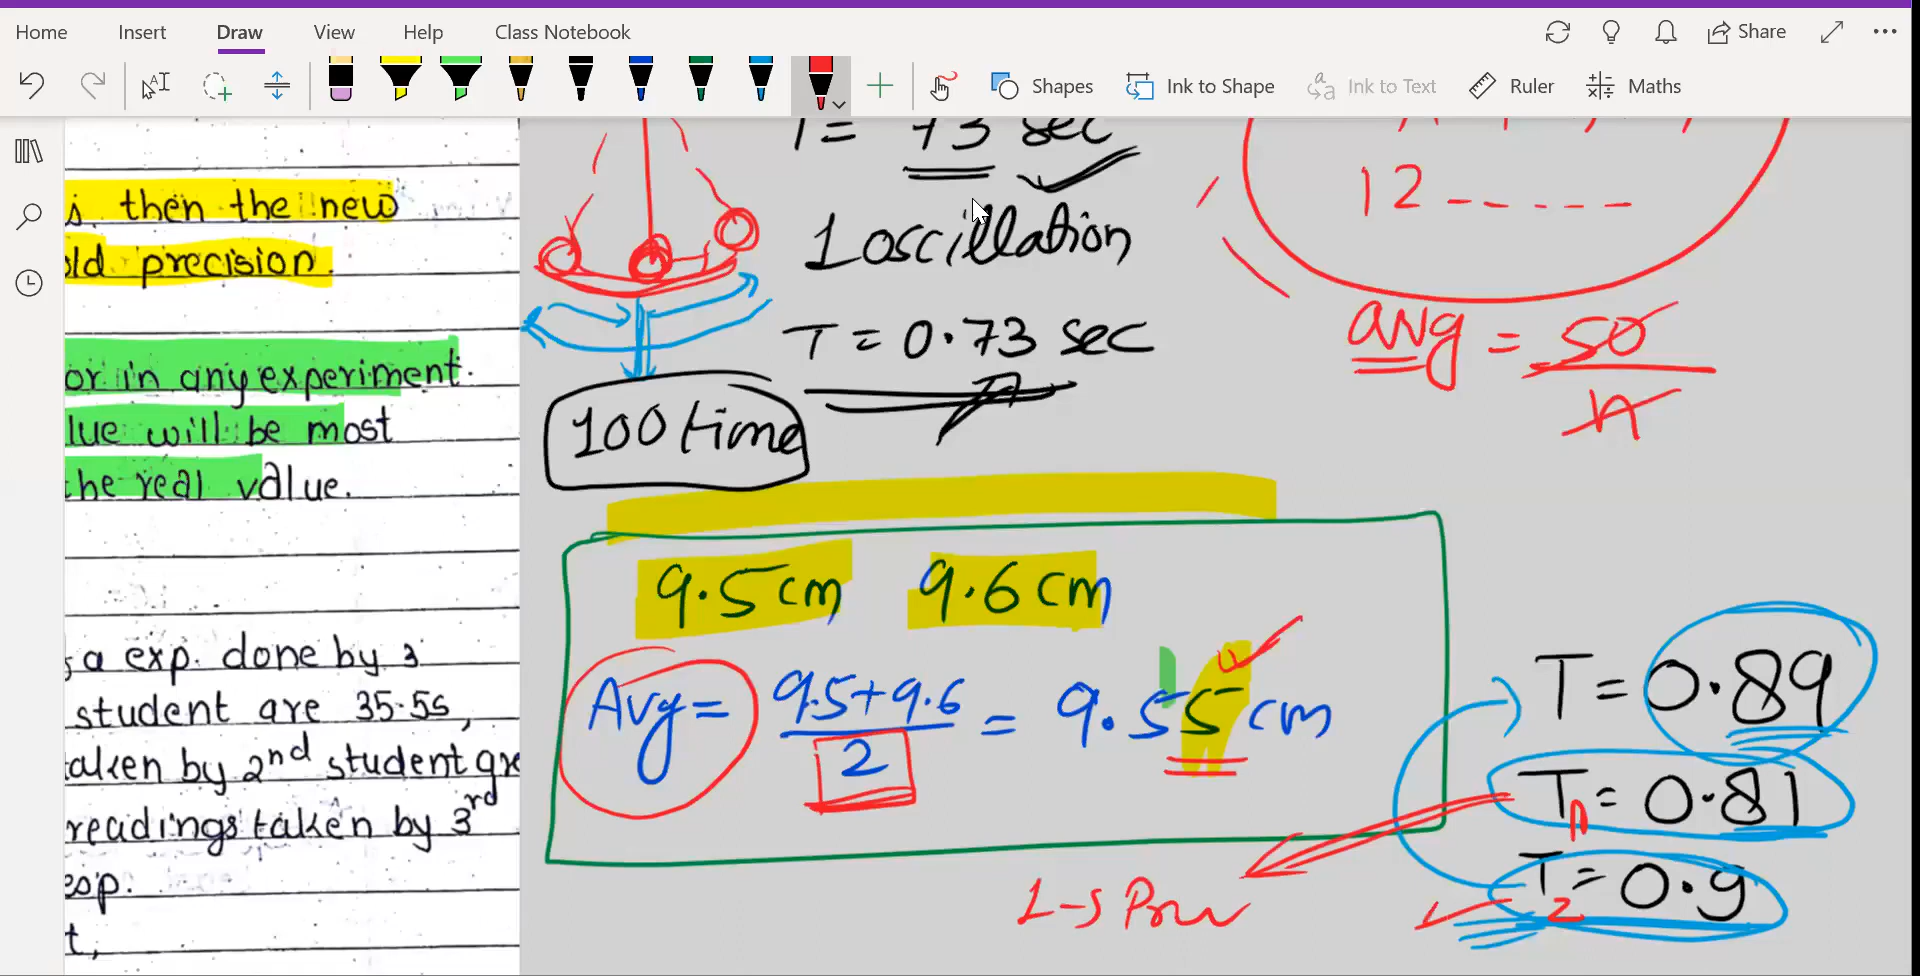 Home Insert Draw View Help Class Notebook Share
Shapes Ink to Shape Ink to Text Ruler Maths
then the new
old precision.
or in any experiment.
lue will be most
the real value.
a exp. done by 3
student are 35.5s,
taken by 2nd student are
readings taken by 3rd
esp.
t,
T = 73 sec
1 oscillation
T = 0.73 sec
100 time
12 - - - - - -
avg = 50
n
9.5 cm 9.6 cm
Avg = 9.5+9.6 = 9.55 cm
2
T = 0.89
T1 = 0.81
T2 = 0.9